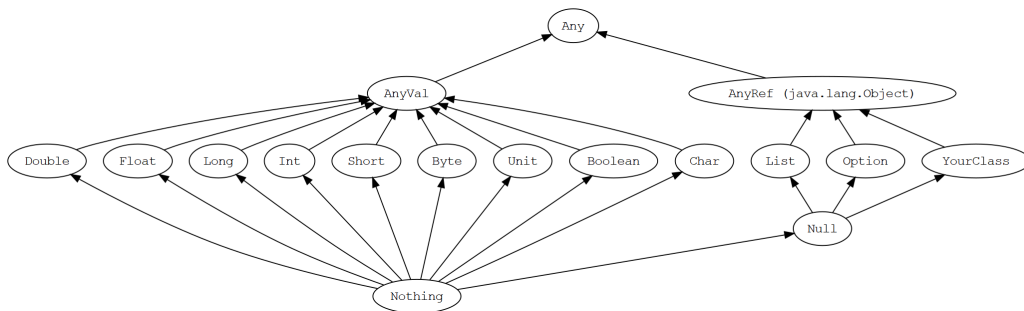 Any
AnyVal
AnyRef (java.lang.Object)
Double
Float
Long
Int
Short
Byte
Unit
Boolean
Char
List
Option
YourClass
Null
Nothing